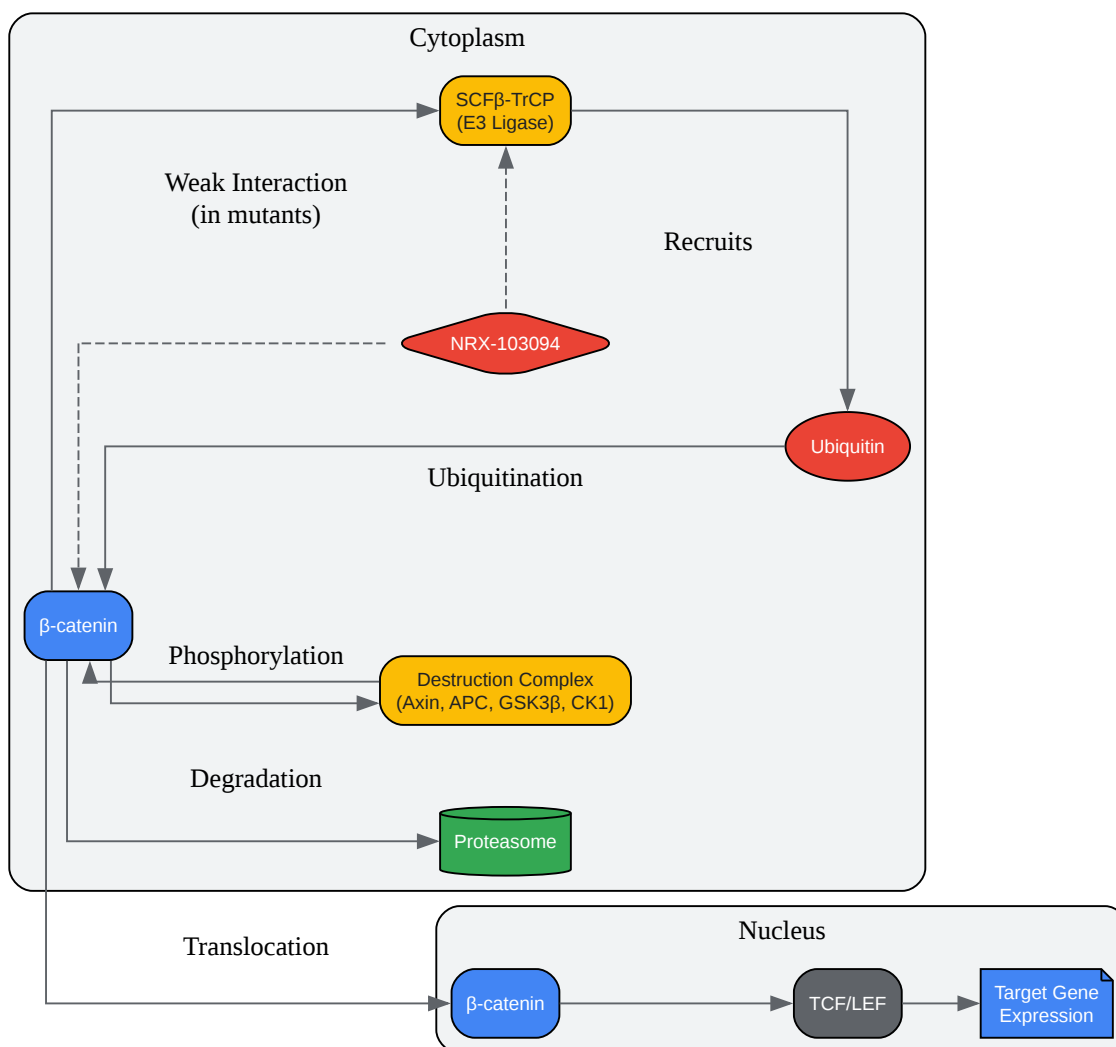 Cytoplasm
SCFβ-TrCP
(E3 Ligase)
Weak Interaction
(in mutants)
Recruits
NRX-103094
Ubiquitin
Ubiquitination
β-catenin
Phosphorylation
Destruction Complex
(Axin, APC, GSK3β, CK1)
Degradation
Proteasome
Translocation
Nucleus
β-catenin
TCF/LEF
Target Gene
Expression